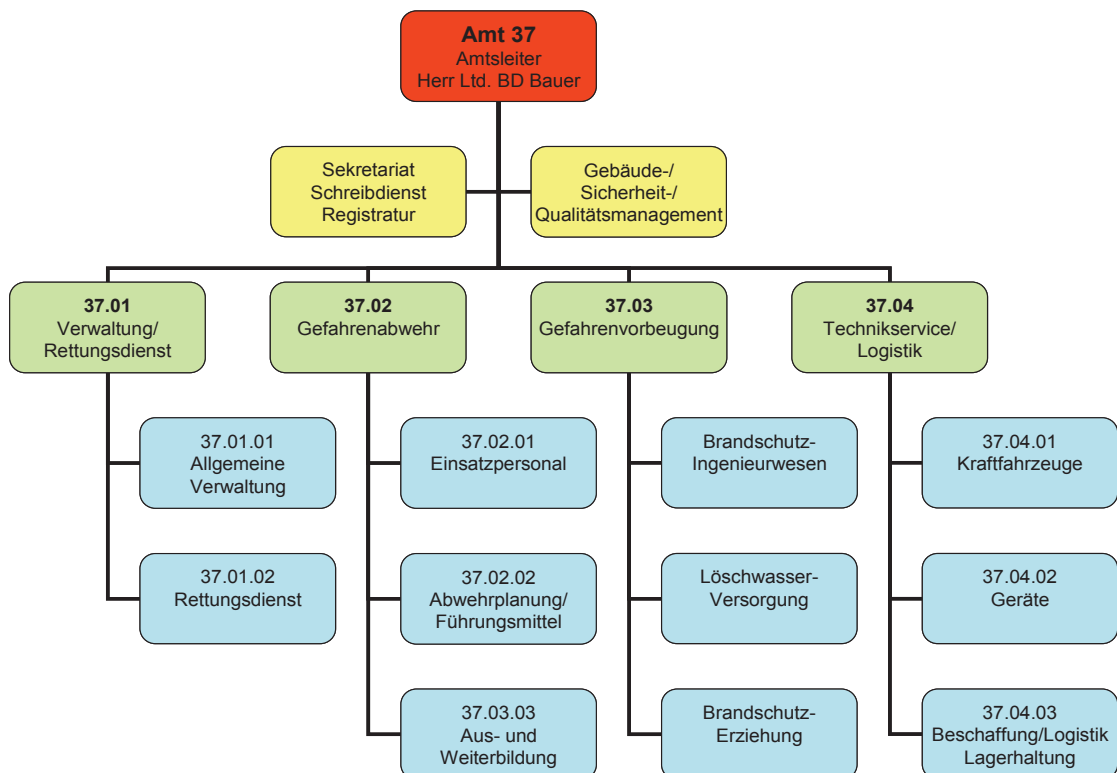 Amt 37
Amtsleiter
Herr Ltd. BD Bauer
Sekretariat
Schreibdienst
Registratur
Gebäude-/
Sicherheit-/
Qualitätsmanagement
37.01
Verwaltung/
Rettungsdienst
37.02
Gefahrenabwehr
37.03
Gefahrenvorbeugung
37.04
Technikservice/
Logistik
37.01.01
Allgemeine
Verwaltung
37.02.01
Einsatzpersonal
Brandschutz-
Ingenieurwesen
37.04.01
Kraftfahrzeuge
37.01.02
Rettungsdienst
37.02.02
Abwehrplanung/
Führungsmittel
Löschwasser-
Versorgung
37.04.02
Geräte
37.03.03
Aus- und
Weiterbildung
Brandschutz-
Erziehung
37.04.03
Beschaffung/Logistik
Lagerhaltung